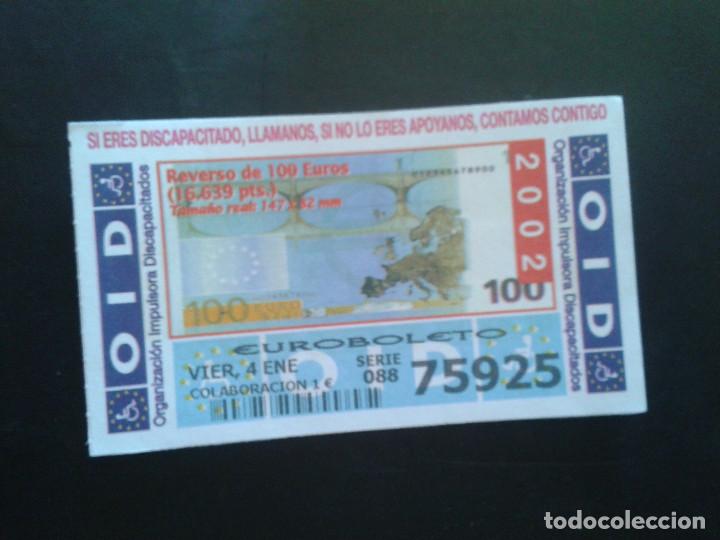 SI ERES DISCAPACITADO, LLAMANOS, SI NO LO ERES APOYANOS, CONTAMOS CONTIGO
OID
Organización Impulsora Discapacitados
Reverso de 100 Euros
(16.639 pts.)
Tamaño real: 147 x 82 mm
01234567890
2002
100
100
EUROBOLETO
VIER, 4 ENE
COLABORACION 1 €
SERIE
088
75925
Organización Impulsora Discapacitados
OID
todocoleccion.net